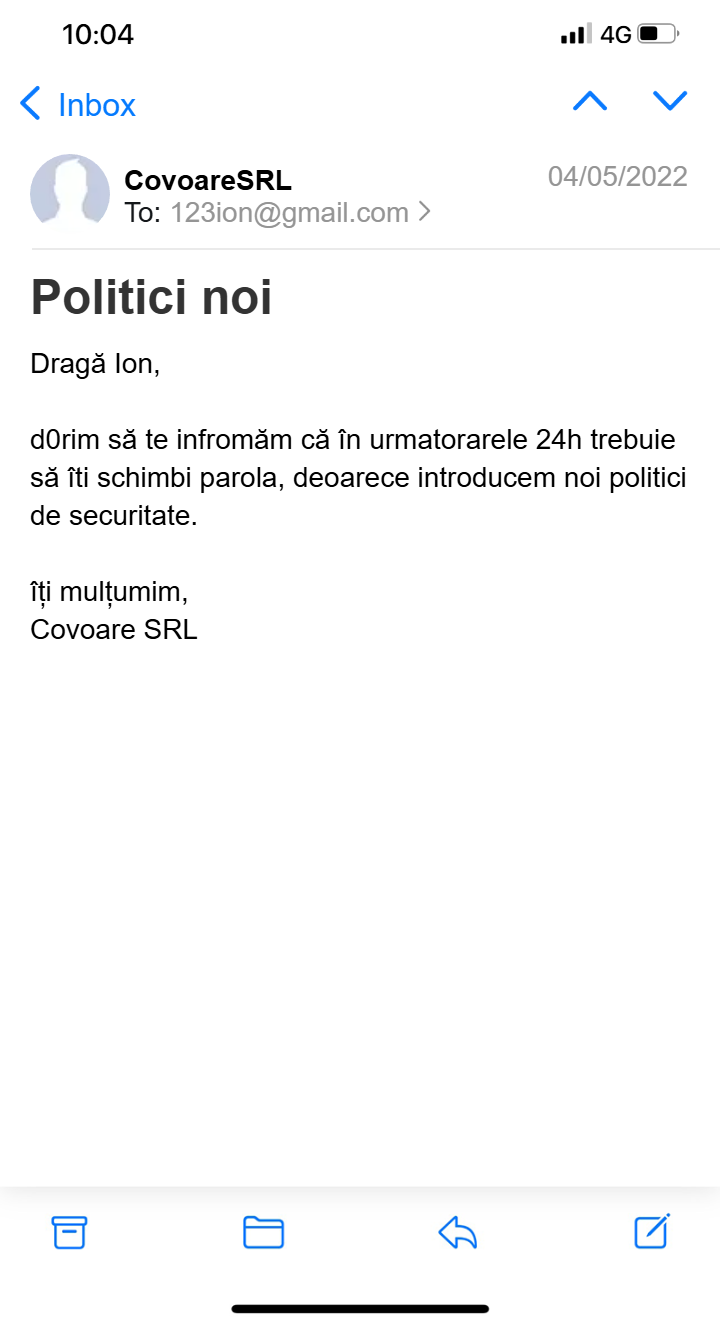 10:04
4G
Inbox
CovoareSRL
04/05/2022
To: 123ion@gmail.com
Politici noi
Dragă Ion,
d0rim să te infromăm că în urmatorarele 24h trebuie
să îti schimbi parola, deoarece introducem noi politici
de securitate.
îți mulțumim,
Covoare SRL